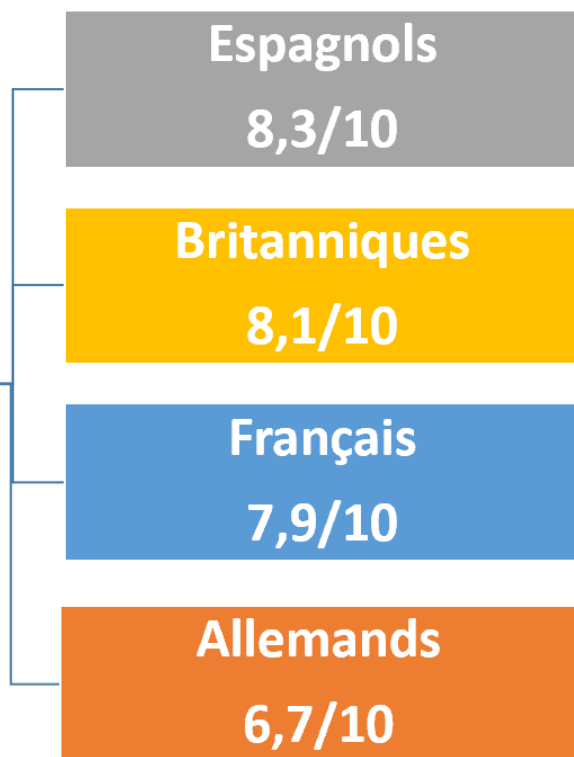 Espagnols
8,3/10
Britanniques
8,1/10
Français
7,9/10
Allemands
6,7/10